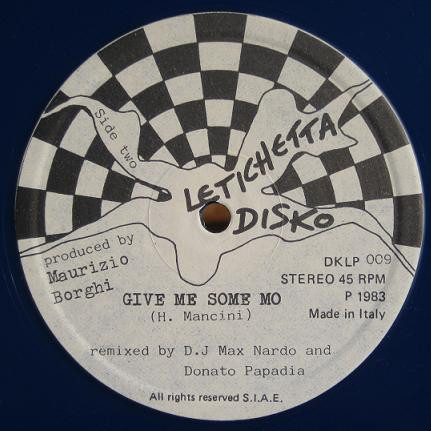 Side two
LETICHETTA
DISKO
produced by
Maurizio
Borghi
DKLP 009
STEREO 45 RPM
P 1983
Made in Italy
GIVE ME SOME MO
(H. Mancini)
remixed by D.J Max Nardo and
Donato Papadia
All rights reserved S.I.A.E.